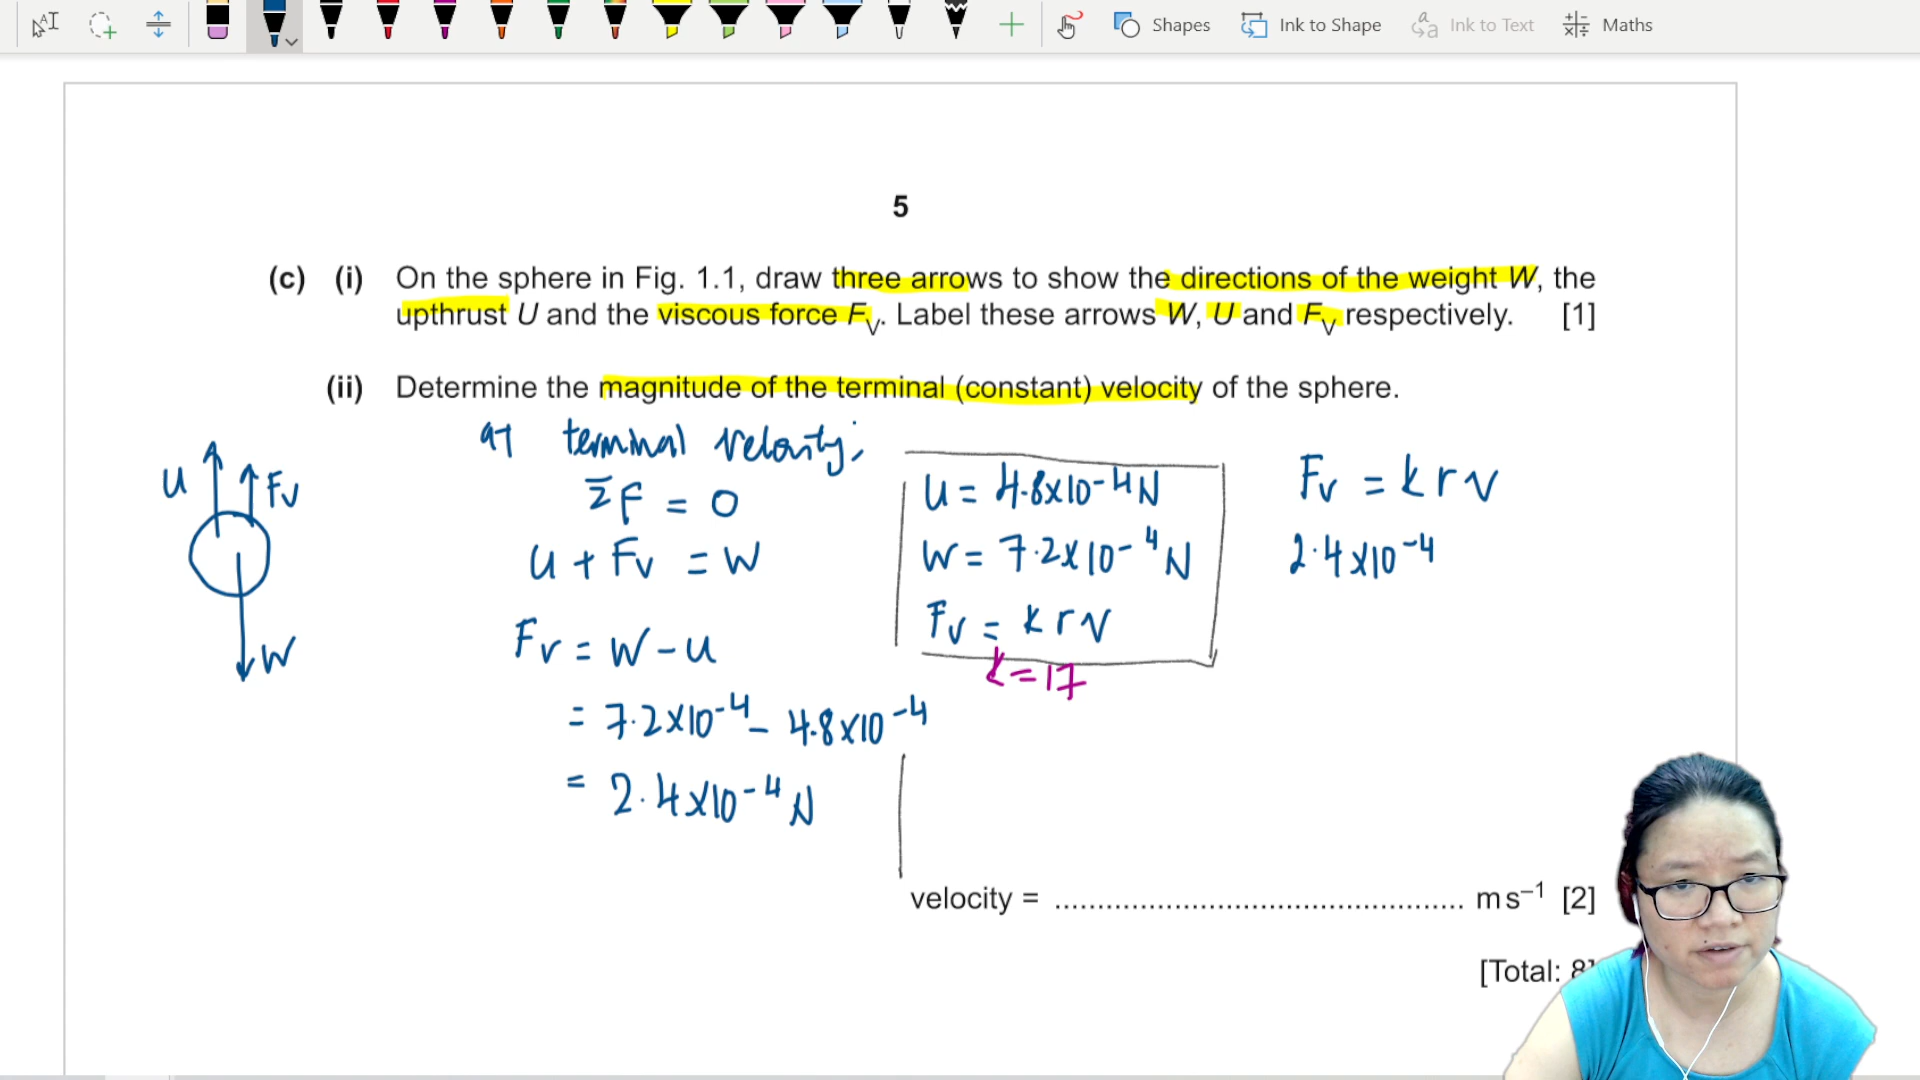 Shapes
Ink to Shape
Ink to Text
Maths
5
(c) (i) On the sphere in Fig. 1.1, draw three arrows to show the directions of the weight W, the
upthrust U and the viscous force FV. Label these arrows W, U and FV respectively. [1]
(ii) Determine the magnitude of the terminal (constant) velocity of the sphere.
at terminal velocity;
ΣF = 0
U + Fv = W
Fv = W - U
= 7.2x10-4 - 4.8x10-4
= 2.4x10-4 N
U
Fv
W
U = 4.8x10-4 N
W = 7.2x10-4 N
Fv = k r v
k = 17
Fv = k r v
2.4x10-4
velocity = ................................................ m s–1 [2]
[Total: 8]